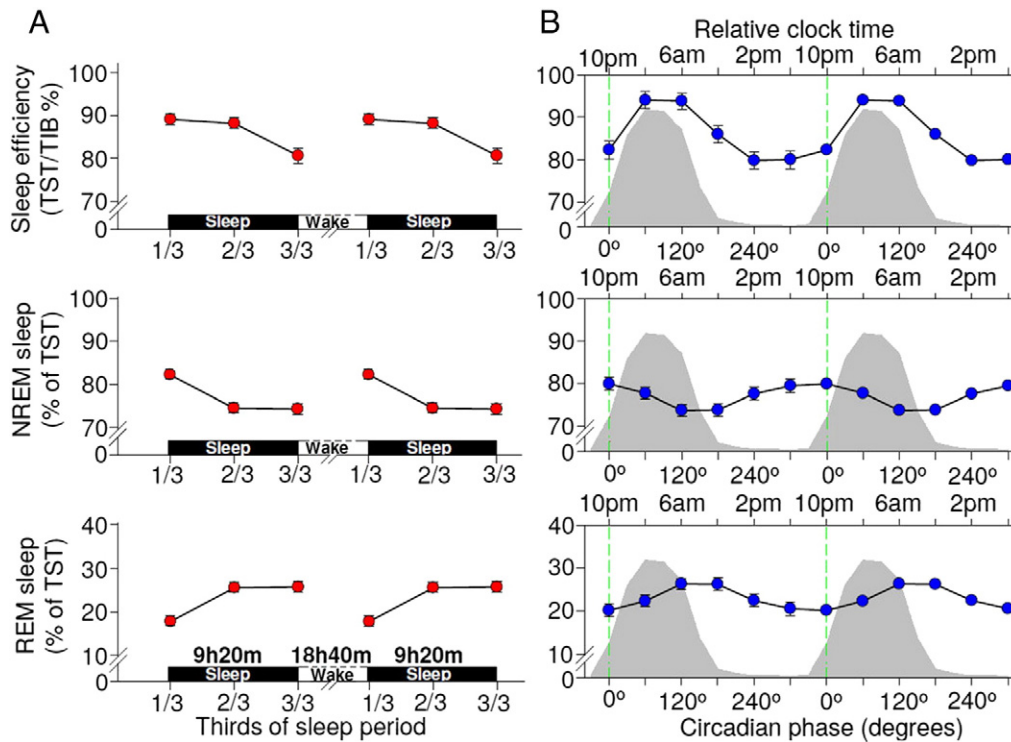 A
Sleep efficiency
(TST/TIB %)
100
90
80
70
0
Sleep Wake Sleep
1/3 2/3 3/3 1/3 2/3 3/3
NREM sleep
(% of TST)
100
90
80
70
0
Sleep Wake Sleep
1/3 2/3 3/3 1/3 2/3 3/3
REM sleep
(% of TST)
40
30
20
10
0
9h20m 18h40m 9h20m
Sleep Wake Sleep
1/3 2/3 3/3 1/3 2/3 3/3
Thirds of sleep period
B
Relative clock time
10pm 6am 2pm 10pm 6am 2pm
100
90
80
70
0
0º 120º 240º 0º 120º 240º
10pm 6am 2pm 10pm 6am 2pm
100
90
80
70
0
0º 120º 240º 0º 120º 240º
10pm 6am 2pm 10pm 6am 2pm
40
30
20
10
0
0º 120º 240º 0º 120º 240º
Circadian phase (degrees)